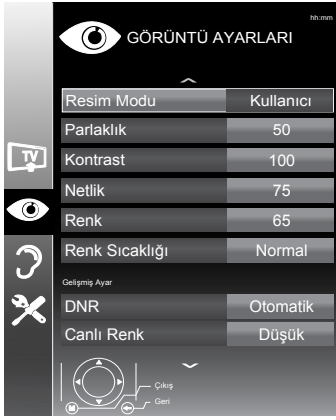 hh:mm
GÖRÜNTÜ AYARLARI
Resim Modu Kullanıcı
Parlaklık 50
Kontrast 100
Netlik 75
Renk 65
Renk Sıcaklığı Normal
Gelişmiş Ayar
DNR Otomatik
Canlı Renk Düşük
Çıkış
Geri
TV